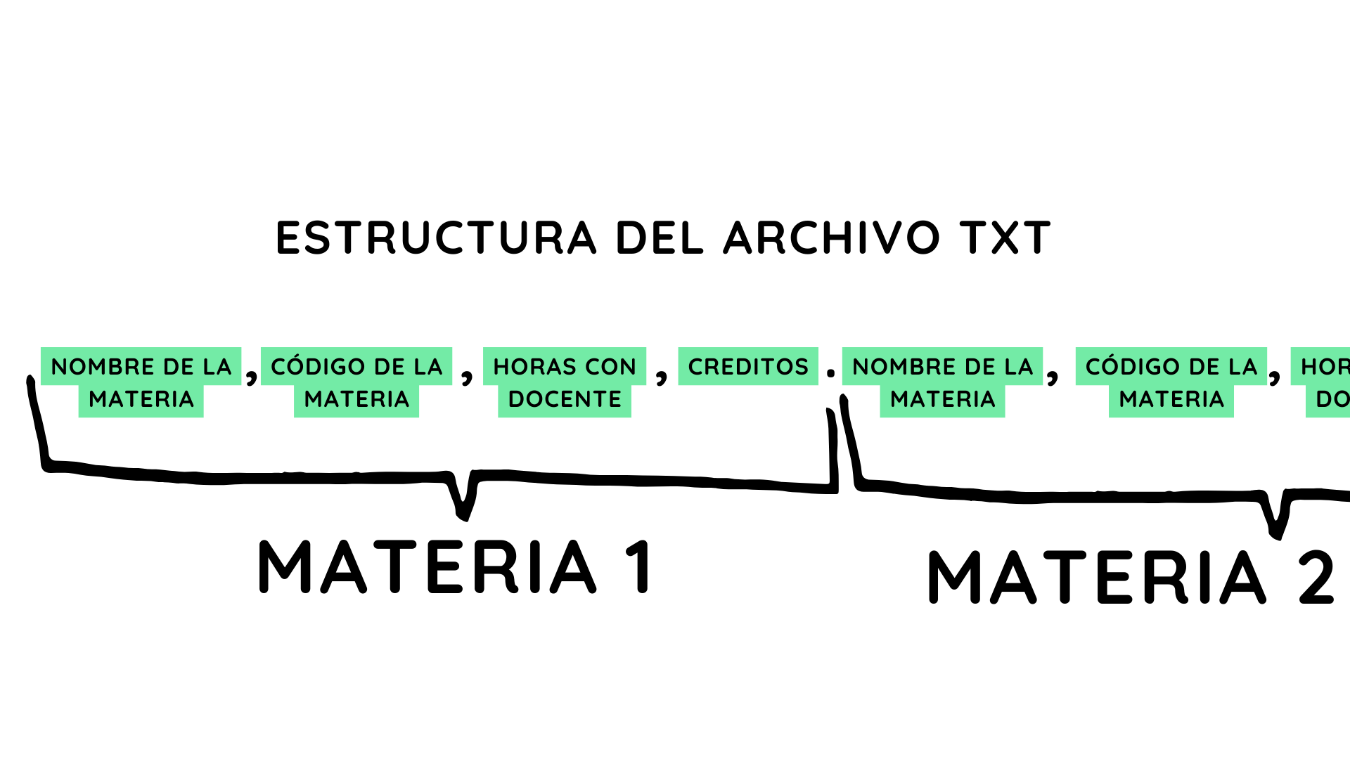 ESTRUCTURA DEL ARCHIVO TXT
NOMBRE DE LA MATERIA , CÓDIGO DE LA MATERIA , HORAS CON DOCENTE , CREDITOS . NOMBRE DE LA MATERIA , CÓDIGO DE LA MATERIA ,
MATERIA 1
MATERIA 2